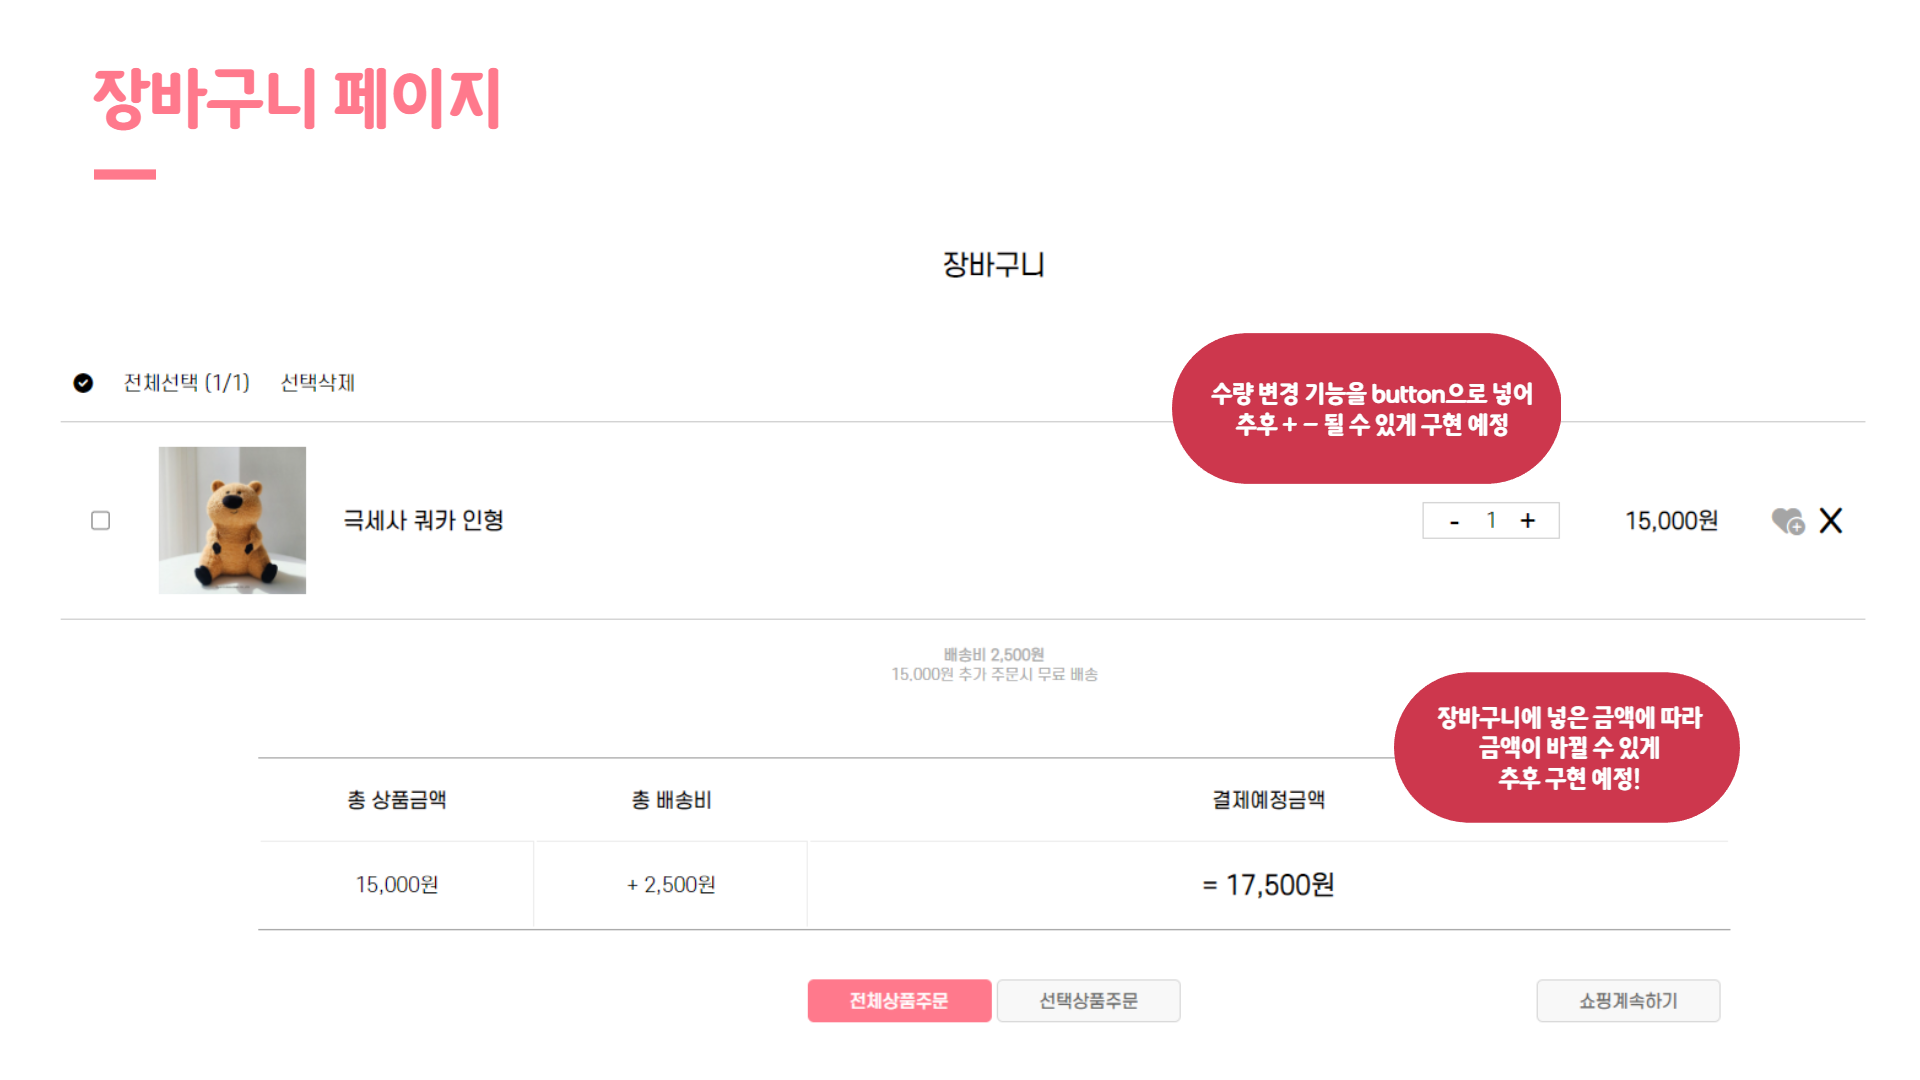 장바구니 페이지
장바구니
전체선택 (1/1) 선택삭제
수량 변경 기능을 button으로 넣어
추후 + - 될 수 있게 구현 예정
극세사 쿼카 인형
- 1 + 15,000원 X
배송비 2,500원
15,000원 추가 주문시 무료 배송
장바구니에 넣은 금액에 따라
금액이 바뀔 수 있게
추후 구현 예정!
총 상품금액 총 배송비 결제예정금액
15,000원 + 2,500원 = 17,500원
전체상품주문 선택상품주문 쇼핑계속하기